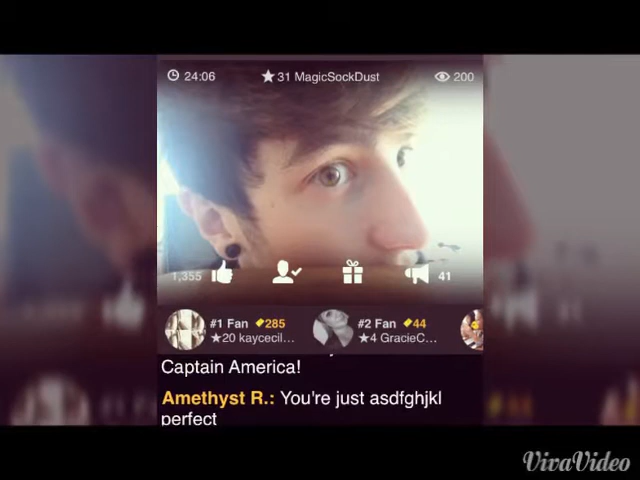 24:06
31 MagicSockDust
200
1,355
41
#1 Fan 285
20 kaycecil...
#2 Fan 44
4 GracieC...
Captain America!
Amethyst R.: You're just asdfghjkl
perfect
VivaVideo